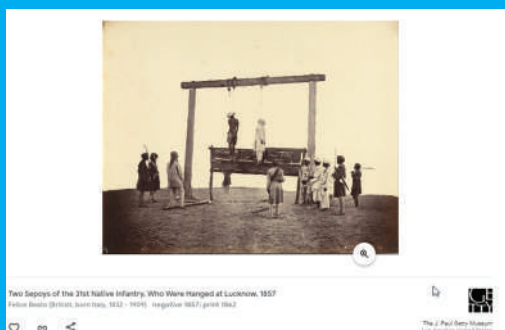 Two Sepoys of the 31st Native Infantry, Who Were Hanged at Lucknow, 1857
Felice Beato (British, born Italy, 1832 - 1909) negative 1857; print 1862
GE
The J. Paul Getty Museum